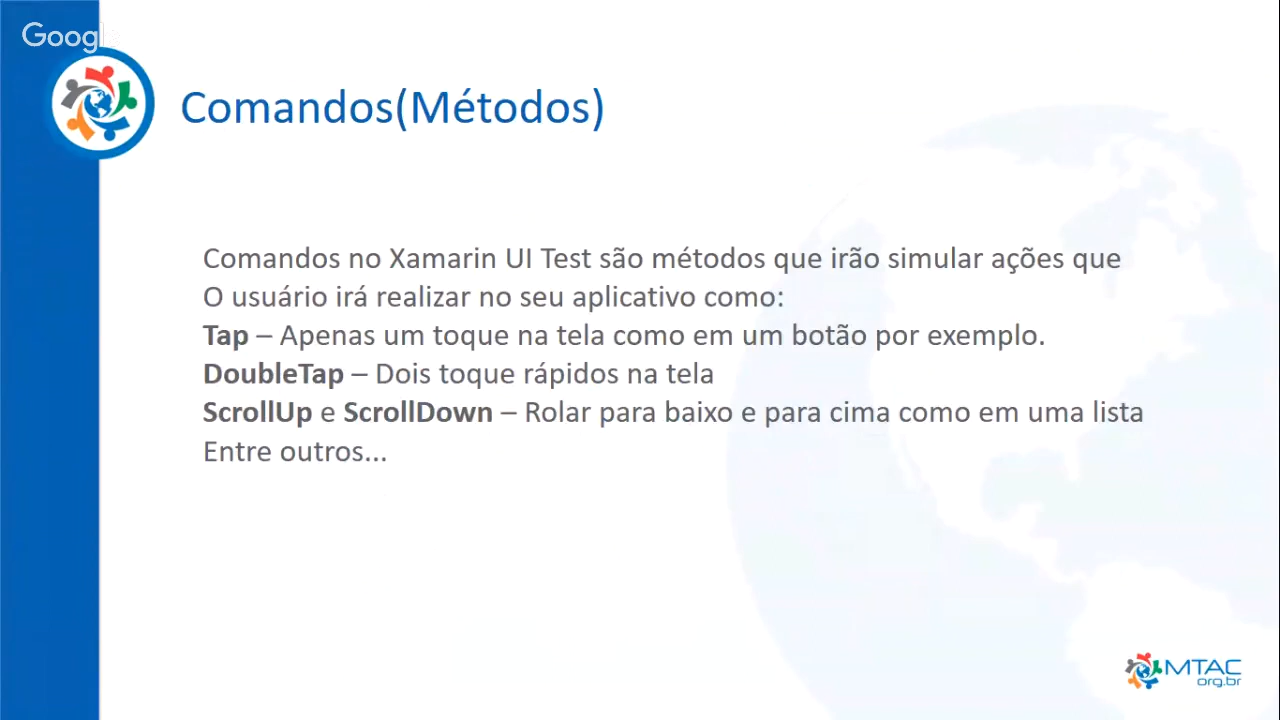 Google
Comandos(Métodos)
Comandos no Xamarin UI Test são métodos que irão simular ações que
O usuário irá realizar no seu aplicativo como:
Tap – Apenas um toque na tela como em um botão por exemplo.
DoubleTap – Dois toque rápidos na tela
ScrollUp e ScrollDown – Rolar para baixo e para cima como em uma lista
Entre outros...
MTAC
org.br